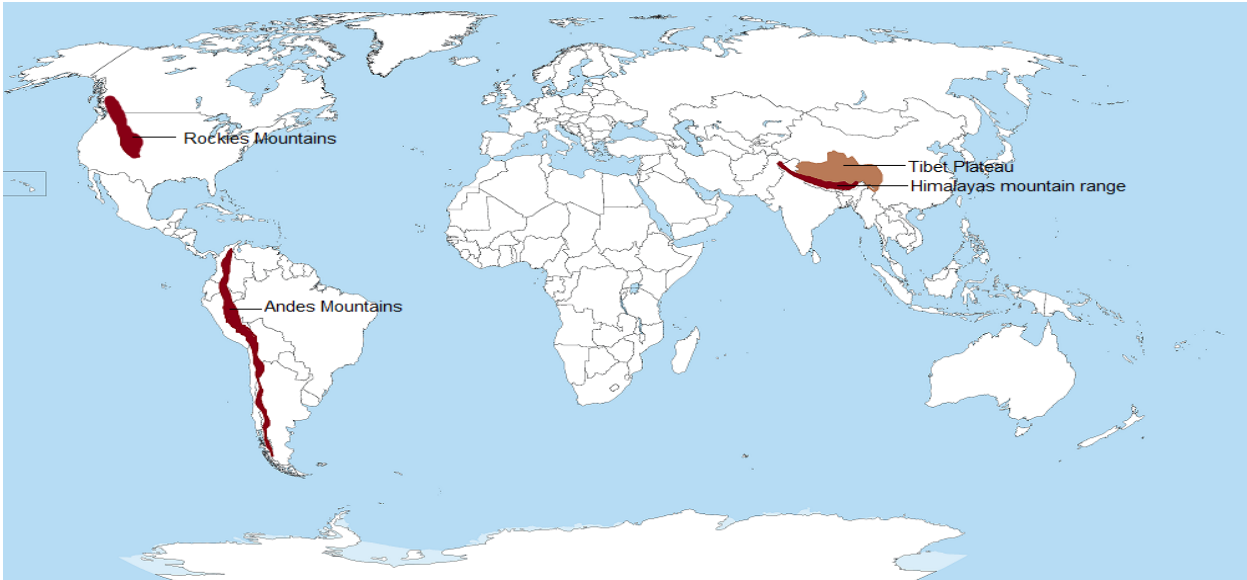 Rockies Mountains
Tibet Plateau
Himalayas mountain range
Andes Mountains